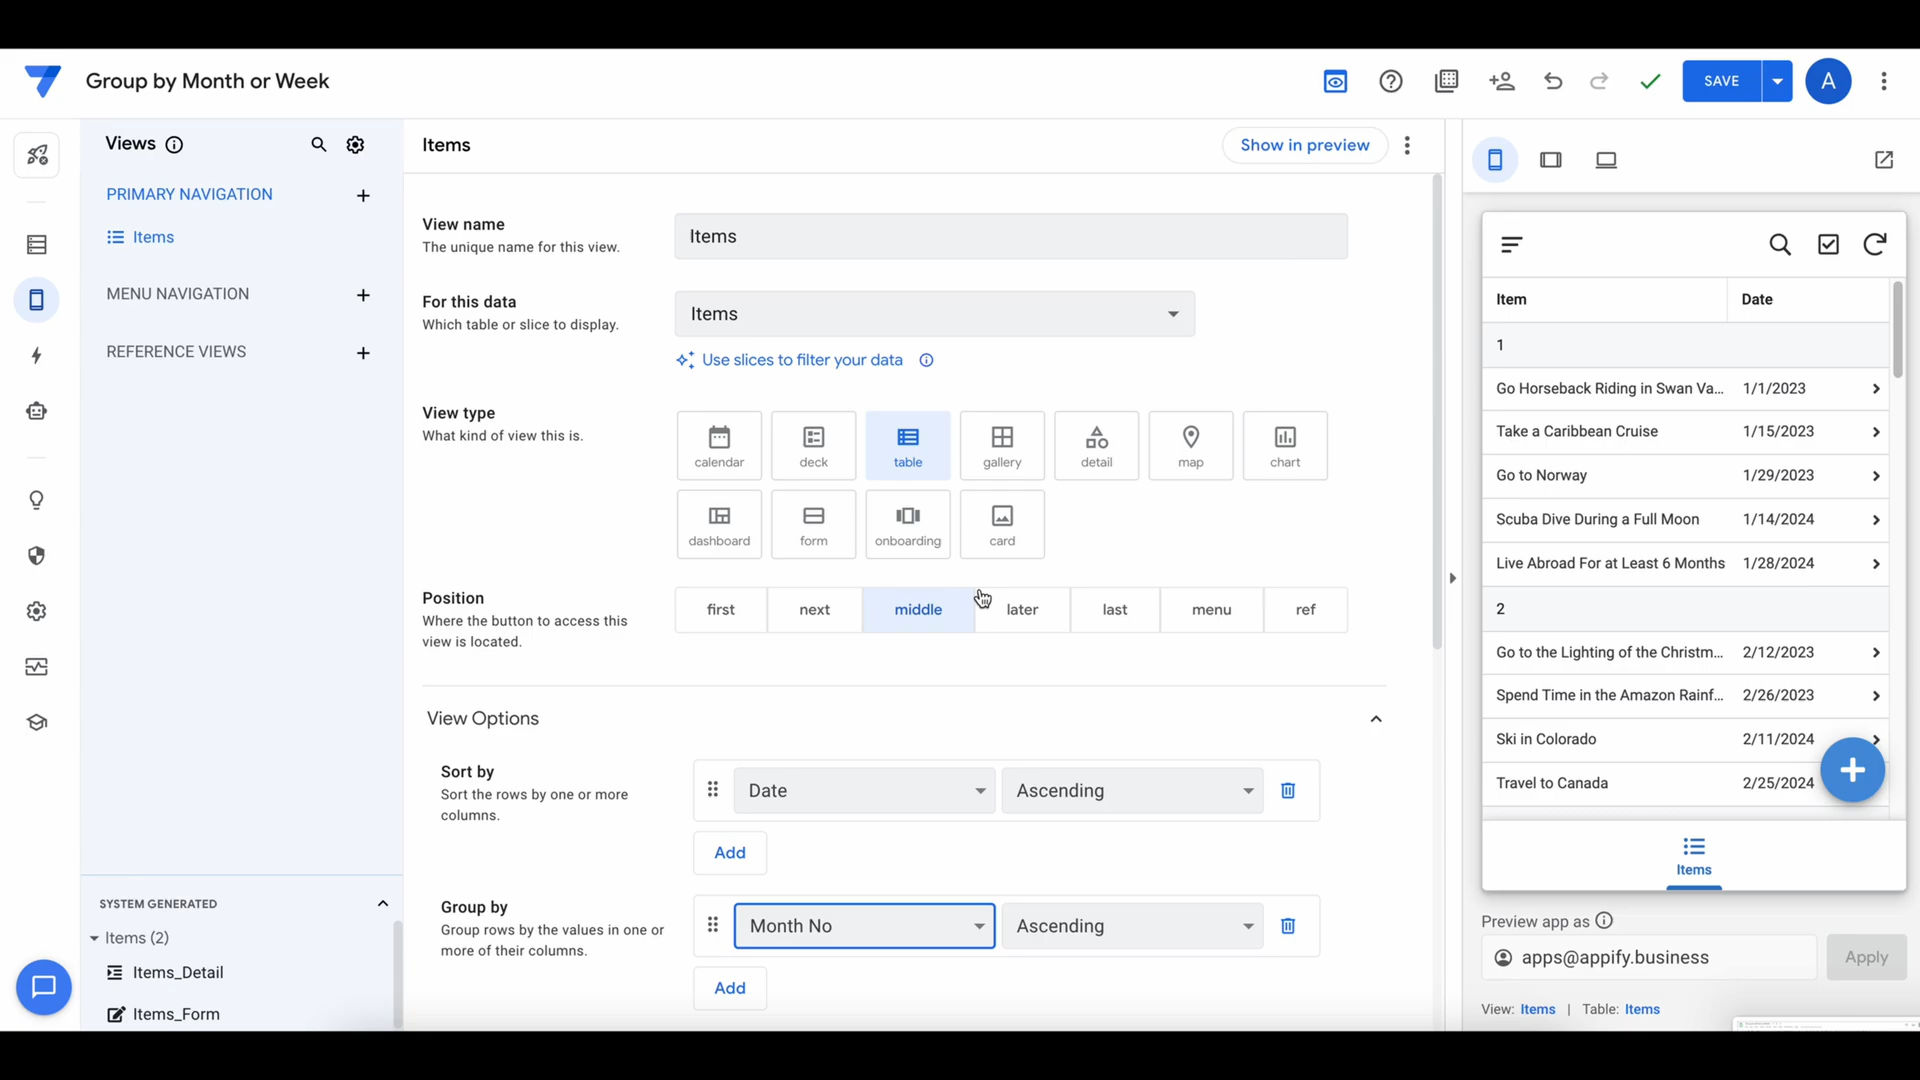 Group by Month or Week
SAVE
A
Views
PRIMARY NAVIGATION
Items
MENU NAVIGATION
REFERENCE VIEWS
SYSTEM GENERATED
Items (2)
Items_Detail
Items_Form
Items
Show in preview
View name
The unique name for this view.
Items
For this data
Which table or slice to display.
Items
Use slices to filter your data
View type
What kind of view this is.
calendar
deck
table
gallery
detail
map
chart
dashboard
form
onboarding
card
Position
Where the button to access this
view is located.
first
next
middle
later
last
menu
ref
View Options
Sort by
Sort the rows by one or more
columns.
Date
Ascending
Add
Group by
Group rows by the values in one or
more of their columns.
Month No
Ascending
Add
Item Date
1
Go Horseback Riding in Swan Va... 1/1/2023
Take a Caribbean Cruise 1/15/2023
Go to Norway 1/29/2023
Scuba Dive During a Full Moon 1/14/2024
Live Abroad For at Least 6 Months 1/28/2024
2
Go to the Lighting of the Christm... 2/12/2023
Spend Time in the Amazon Rainf... 2/26/2023
Ski in Colorado 2/11/2024
Travel to Canada 2/25/2024
Items
Preview app as
apps@appify.business
Apply
View: Items | Table: Items